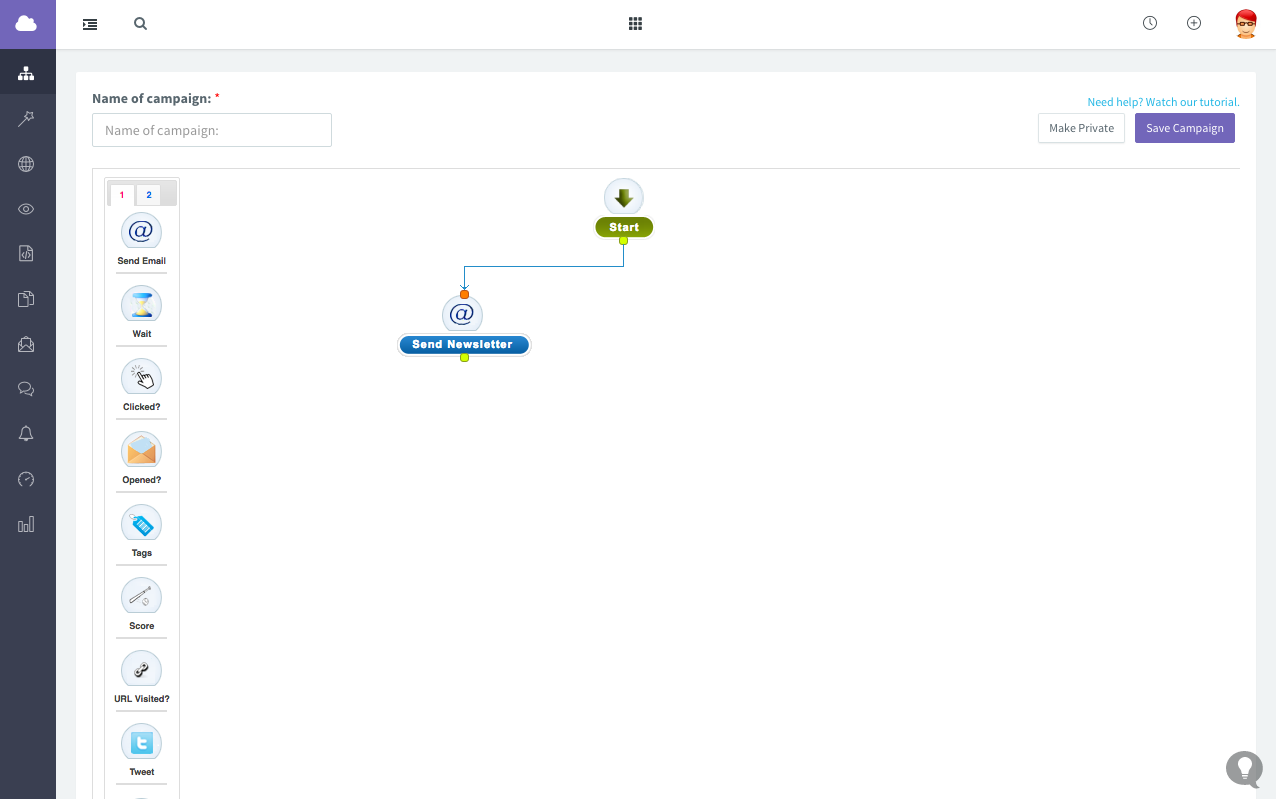 Name of campaign: *
Need help? Watch our tutorial.
Name of campaign:
Make Private
Save Campaign
1
2
Send Email
Wait
Clicked?
Opened?
Tags
Score
URL Visited?
Tweet
Start
Send Newsletter